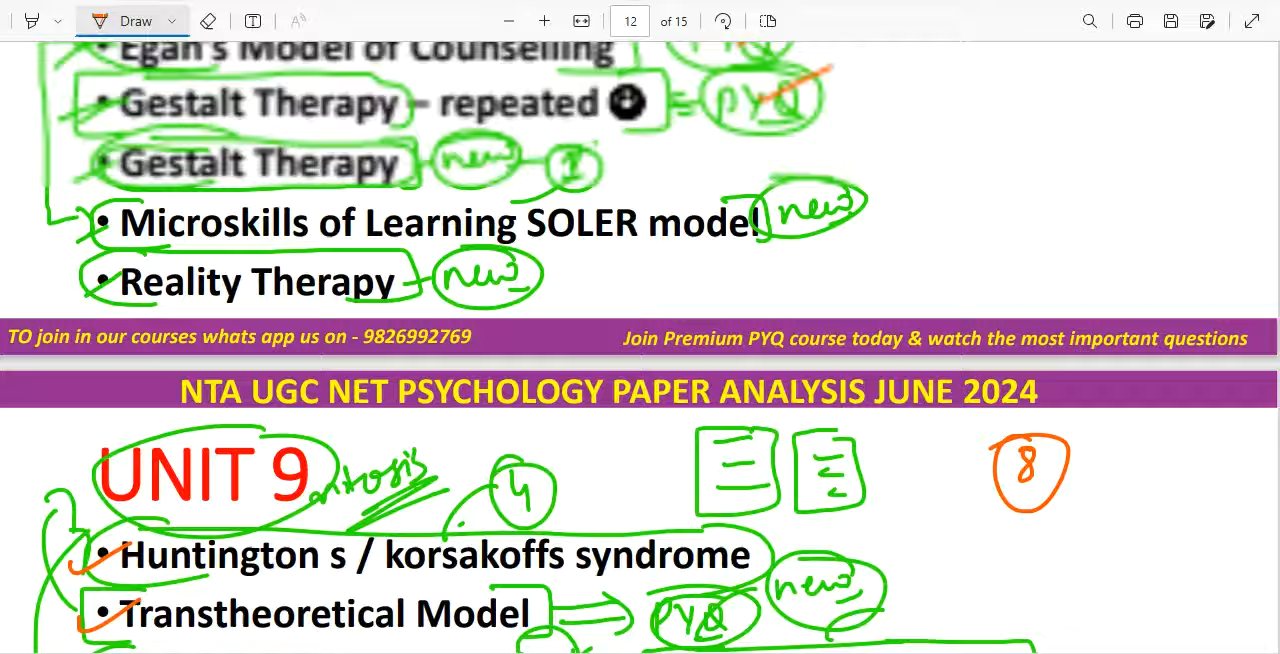 Draw
12 of 15
Egan's Model of Counselling
• Gestalt Therapy – repeated PYQ
• Gestalt Therapy new 1
• Microskills of Learning SOLER model new
• Reality Therapy new
TO join in our courses whats app us on - 9826992769
Join Premium PYQ course today & watch the most important questions
NTA UGC NET PSYCHOLOGY PAPER ANALYSIS JUNE 2024
UNIT 9 4 8
• Huntington s / korsakoffs syndrome
• Transtheoretical Model PYQ new